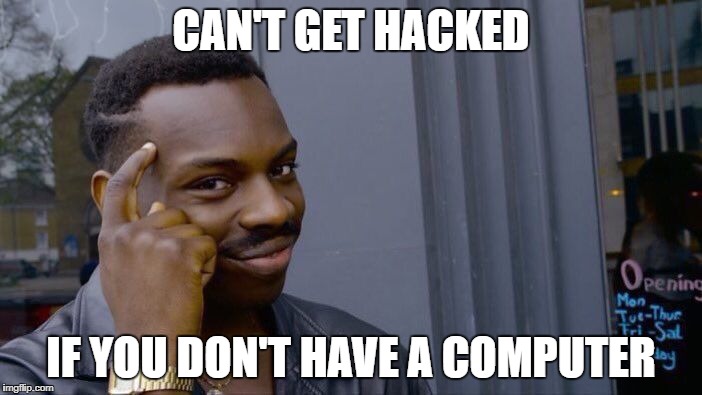 CAN'T GET HACKED
Opening
Mon
Tue-Thur
Fri-Sat
IF YOU DON'T HAVE A COMPUTER
imgflip.com